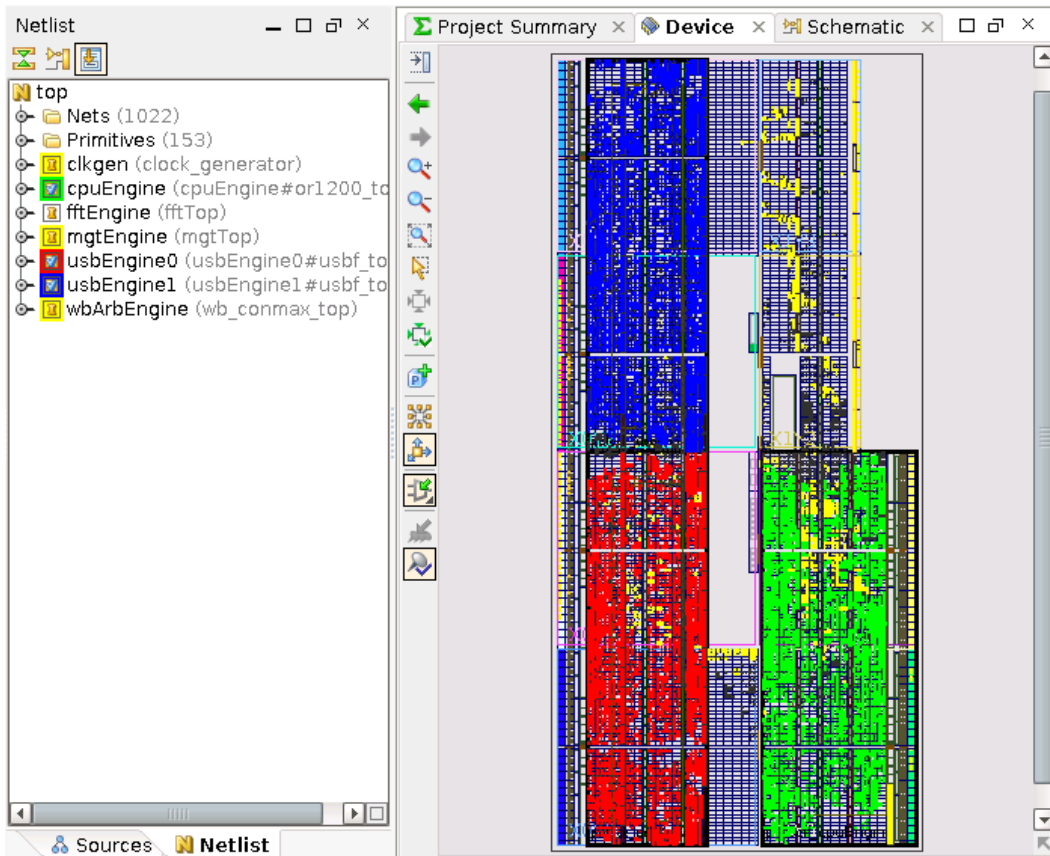 Netlist
top
Nets (1022)
Primitives (153)
clkgen (clock_generator)
cpuEngine (cpuEngine#or1200_to
fftEngine (fftTop)
mgtEngine (mgtTop)
usbEngine0 (usbEngine0#usbf_to
usbEngine1 (usbEngine1#usbf_to
wbArbEngine (wb_conmax_top)
Sources Netlist
Project Summary Device Schematic